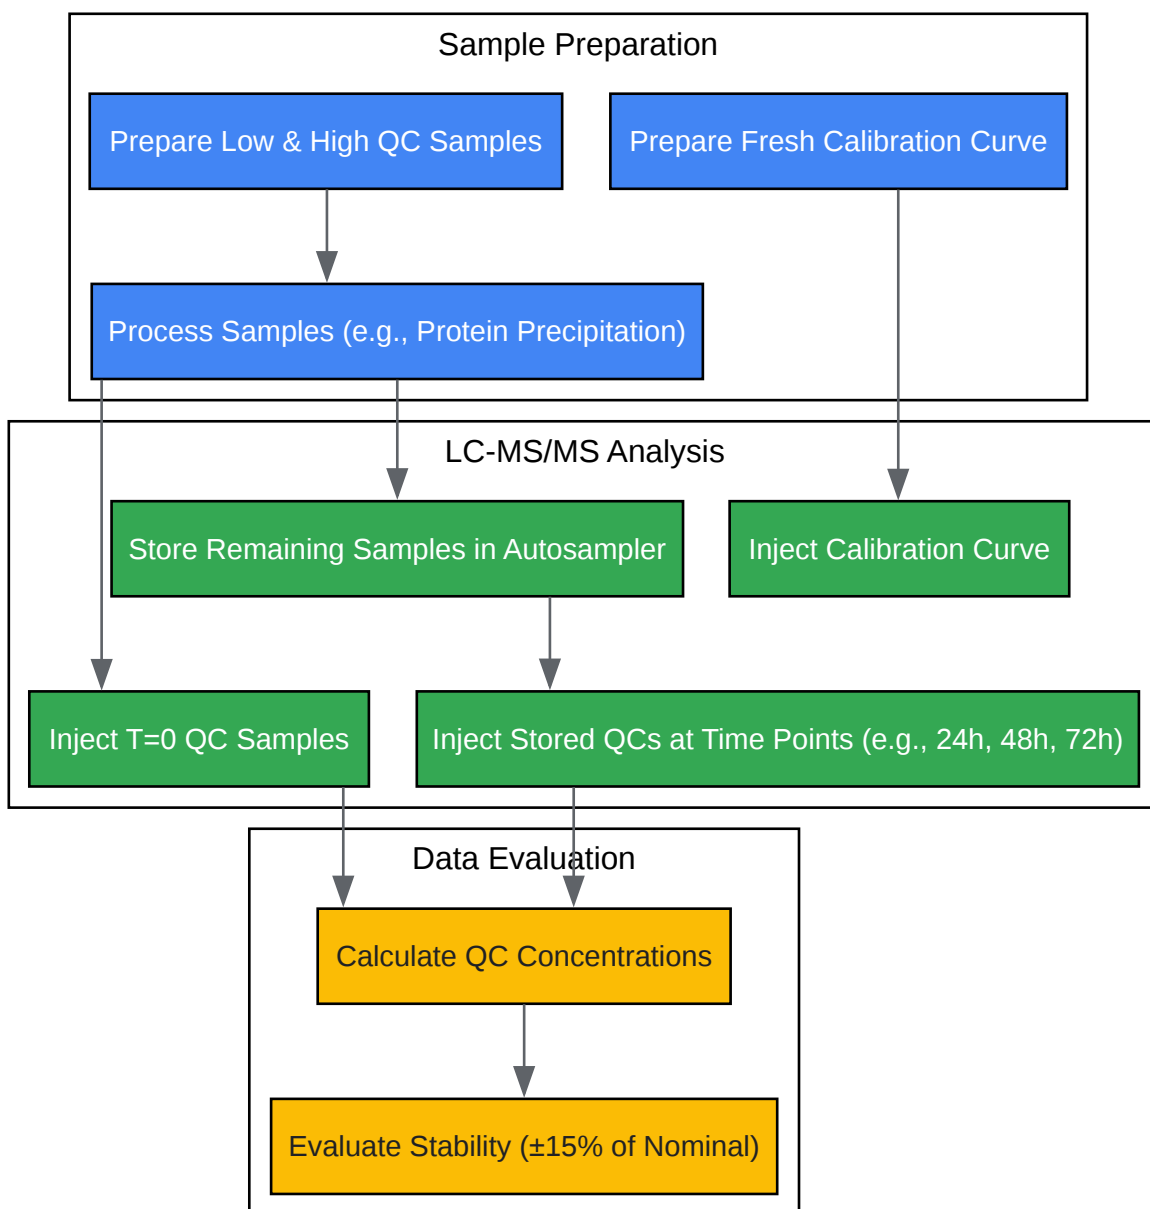 Sample Preparation
Prepare Low & High QC Samples
Prepare Fresh Calibration Curve
Process Samples (e.g., Protein Precipitation)
LC-MS/MS Analysis
Store Remaining Samples in Autosampler
Inject Calibration Curve
Inject T=0 QC Samples
Inject Stored QCs at Time Points (e.g., 24h, 48h, 72h)
Data Evaluation
Calculate QC Concentrations
Evaluate Stability (±15% of Nominal)